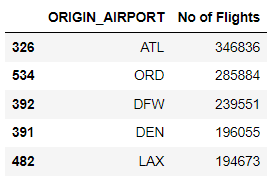 ORIGIN_AIRPORT No of Flights
326 ATL 346836
534 ORD 285884
392 DFW 239551
391 DEN 196055
482 LAX 194673